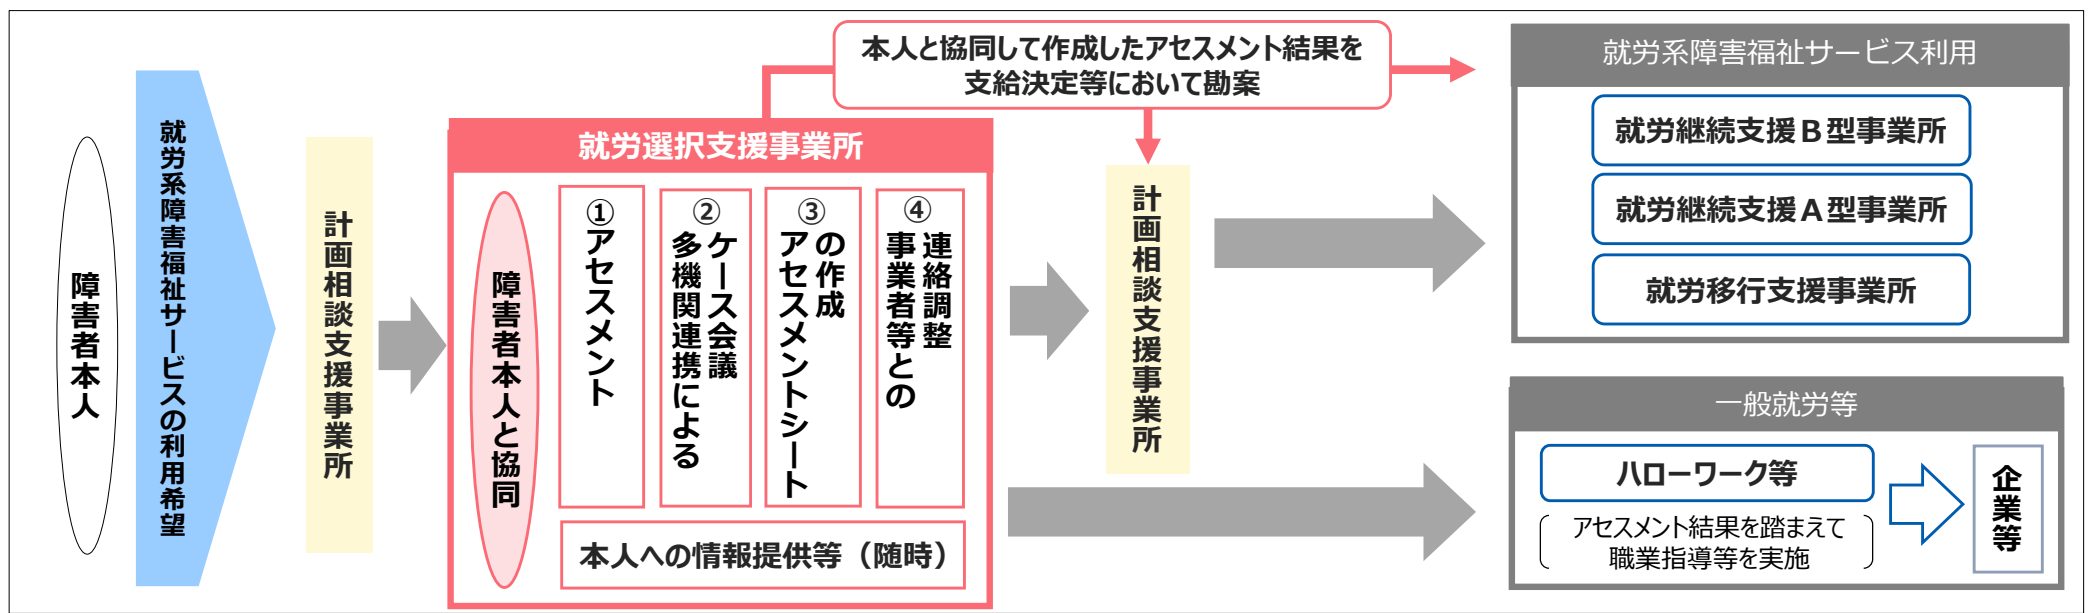 障害者本人
就労系障害福祉サービスの利用希望
計画相談支援事業所
就労選択支援事業所
障害者本人と協同
①
アセスメント
②
多機関連携による
ケース会議
③
アセスメントシート
の作成
④
事業者等との
連絡調整
本人への情報提供等（随時）
本人と協同して作成したアセスメント結果を
支給決定等において勘案
計画相談支援事業所
就労系障害福祉サービス利用
就労継続支援Ｂ型事業所
就労継続支援Ａ型事業所
就労移行支援事業所
一般就労等
ハローワーク等
アセスメント結果を踏まえて
職業指導等を実施
企業等